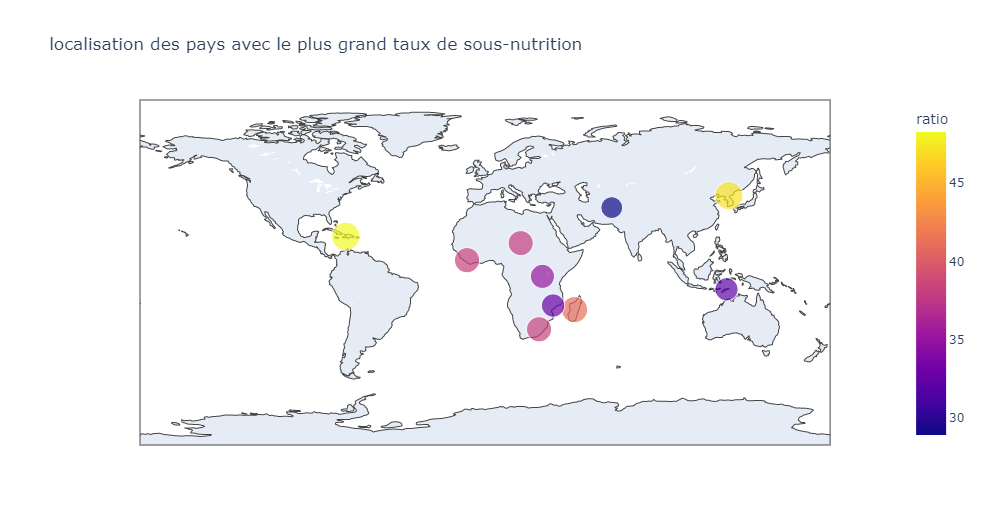 localisation des pays avec le plus grand taux de sous-nutrition
ratio
45
40
35
30